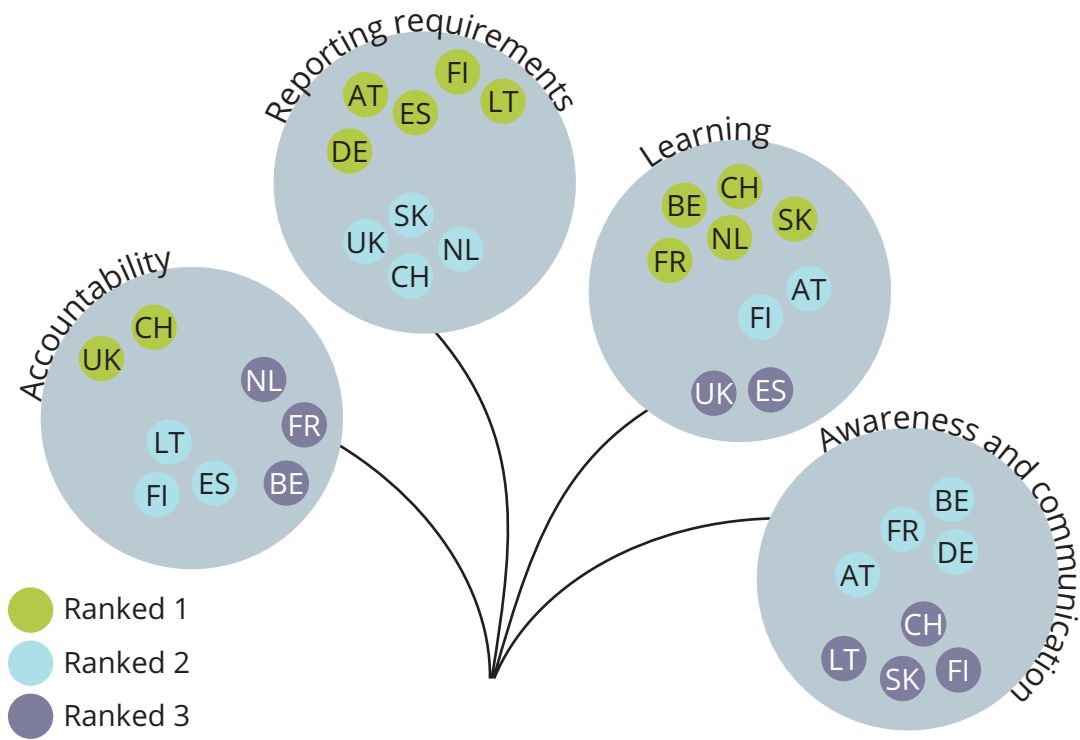 Reporting requirements
FI
AT
LT
ES
DE
SK
UK
NL
CH
Learning
CH
BE
SK
NL
FR
AT
FI
UK
ES
Accountability
CH
UK
NL
FR
LT
ES
BE
FI
Awareness and communication
BE
FR
DE
AT
CH
LT
FI
SK
Ranked 1
Ranked 2
Ranked 3